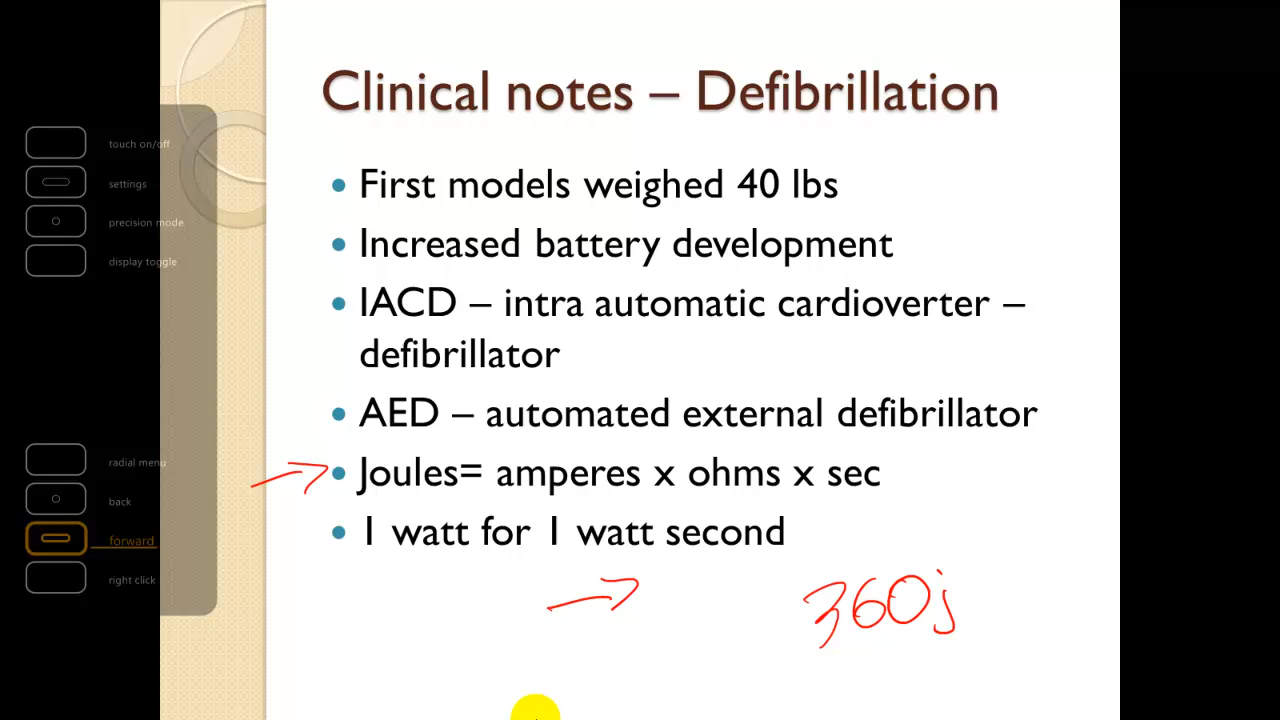 Clinical notes – Defibrillation
touch on/off
settings
precision mode
display toggle
• First models weighed 40 lbs
• Increased battery development
• IACD – intra automatic cardioverter –
defibrillator
• AED – automated external defibrillator
• Joules= amperes x ohms x sec
• 1 watt for 1 watt second
radial menu
back
forward
right click
360j